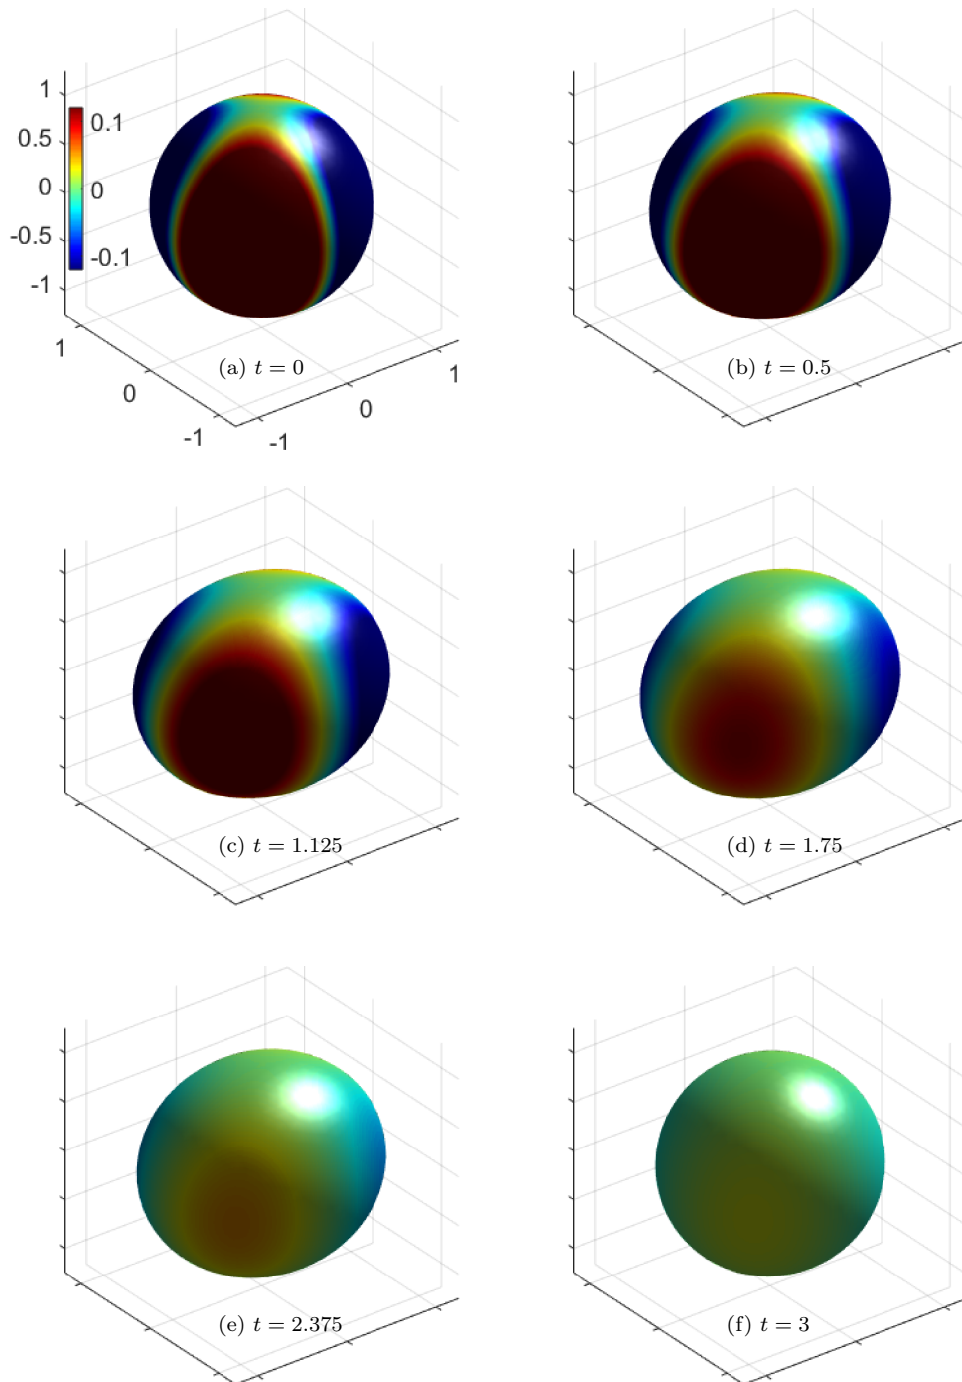 1
0.5
0
-0.5
-1
0.1
0
-0.1
1
0
-1
-1
0
1
(a) t = 0
(b) t = 0.5
(c) t = 1.125
(d) t = 1.75
(e) t = 2.375
(f) t = 3